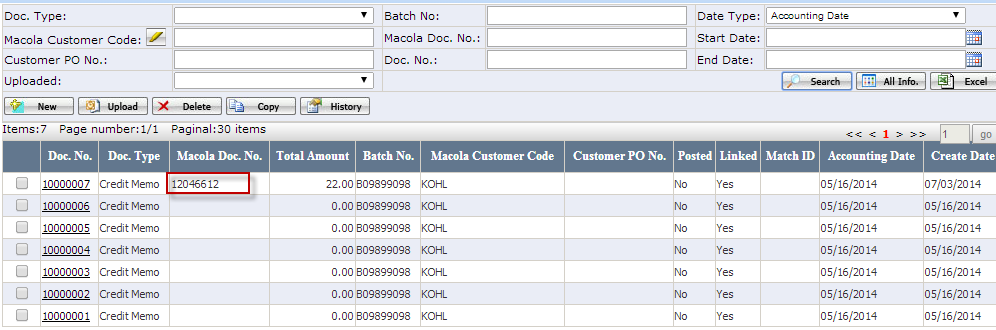 Doc. Type: Batch No: Date Type: Accounting Date
Macola Customer Code: Macola Doc. No.: Start Date:
Customer PO No.: Doc. No.: End Date:
Uploaded: Search All Info. Excel
New Upload Delete Copy History
Items:7 Page number:1/1 Paginal:30 items << < 1 > >> 1 go
Doc. No. Doc. Type Macola Doc. No. Total Amount Batch No. Macola Customer Code Customer PO No. Posted Linked Match ID Accounting Date Create Date
10000007 Credit Memo 12046612 22.00 B09899098 KOHL No Yes 05/16/2014 07/03/2014
10000006 Credit Memo 0.00 B09899098 KOHL No Yes 05/16/2014 05/16/2014
10000005 Credit Memo 0.00 B09899098 KOHL No Yes 05/16/2014 05/16/2014
10000004 Credit Memo 0.00 B09899098 KOHL No Yes 05/16/2014 05/16/2014
10000003 Credit Memo 0.00 B09899098 KOHL No Yes 05/16/2014 05/16/2014
10000002 Credit Memo 0.00 B09899098 KOHL No Yes 05/16/2014 05/16/2014
10000001 Credit Memo 0.00 B09899098 KOHL No Yes 05/16/2014 05/16/2014